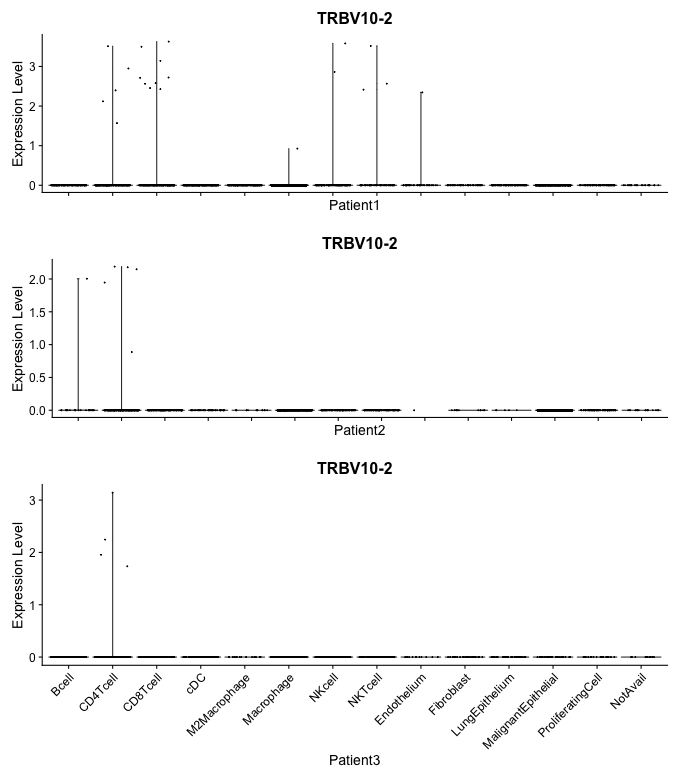 TRBV10-2
Expression Level
3
2
1
0
Patient1
TRBV10-2
Expression Level
2.0
1.5
1.0
0.5
0.0
Patient2
TRBV10-2
Expression Level
3
2
1
0
Bcell
CD4Tcell
CD8Tcell
cDC
M2Macrophage
Macrophage
NKcell
NKTcell
Endothelium
Fibroblast
LungEpithelium
MalignantEpithelial
ProliferatingCell
NotAvail
Patient3